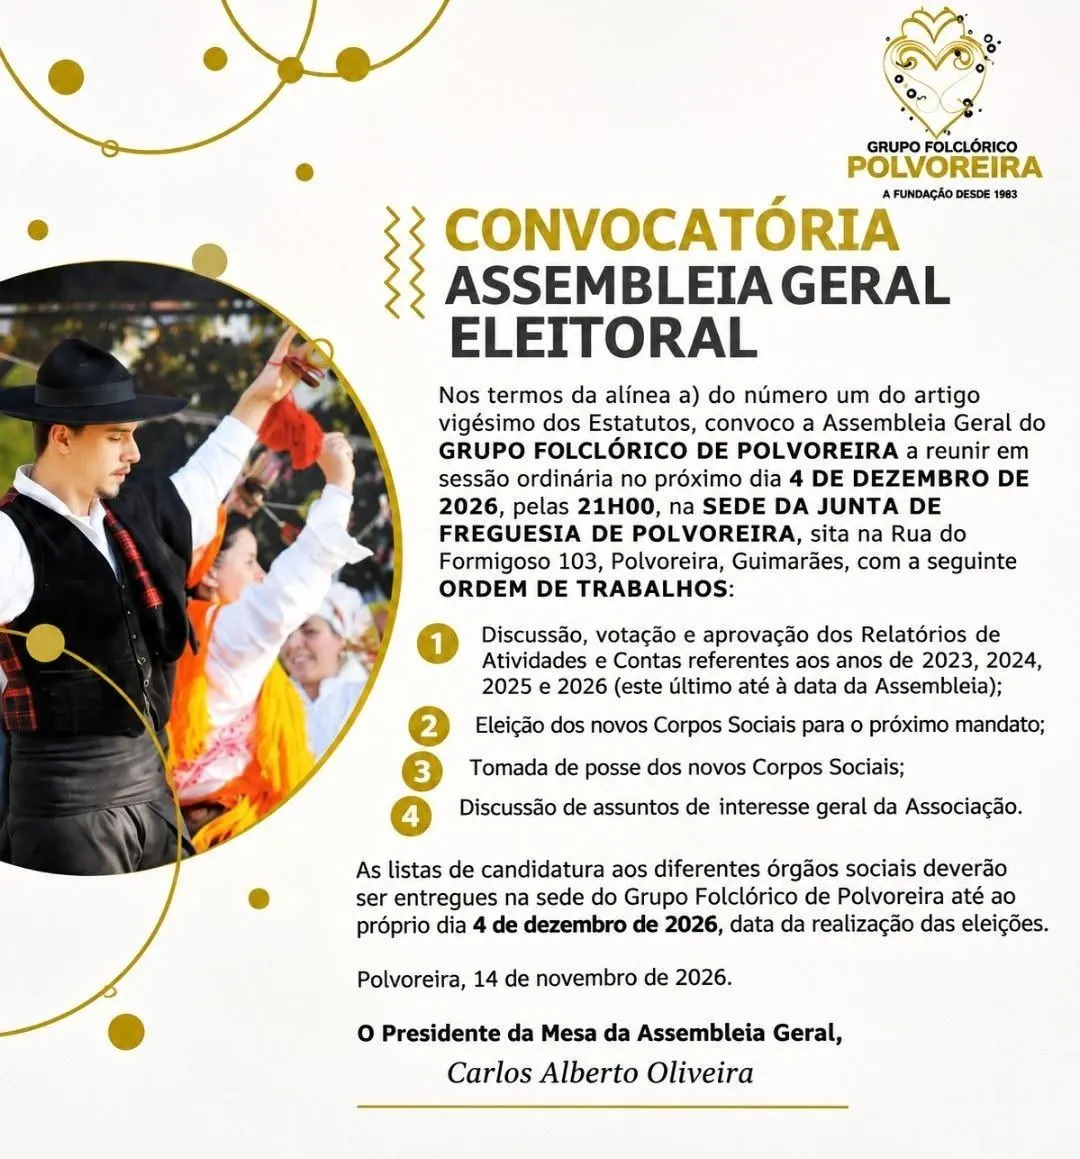 GRUPO FOLCLÓRICO
POLVOREIRA
A FUNDAÇÃO DESDE 1983
CONVOCATÓRIA
ASSEMBLEIA GERAL
ELEITORAL
Nos termos da alínea a) do número um do artigo
vigésimo dos Estatutos, convoco a Assembleia Geral do
GRUPO FOLCLÓRICO DE POLVOREIRA a reunir em
sessão ordinária no próximo dia 4 DE DEZEMBRO DE
2026, pelas 21H00, na SEDE DA JUNTA DE
FREGUESIA DE POLVOREIRA, sita na Rua do
Formigoso 103, Polvoreira, Guimarães, com a seguinte
ORDEM DE TRABALHOS:
1 Discussão, votação e aprovação dos Relatórios de
Atividades e Contas referentes aos anos de 2023, 2024,
2025 e 2026 (este último até à data da Assembleia);
2 Eleição dos novos Corpos Sociais para o próximo mandato;
3 Tomada de posse dos novos Corpos Sociais;
4 Discussão de assuntos de interesse geral da Associação.
As listas de candidatura aos diferentes órgãos sociais deverão
ser entregues na sede do Grupo Folclórico de Polvoreira até ao
próprio dia 4 de dezembro de 2026, data da realização das eleições.
Polvoreira, 14 de novembro de 2026.
O Presidente da Mesa da Assembleia Geral,
Carlos Alberto Oliveira